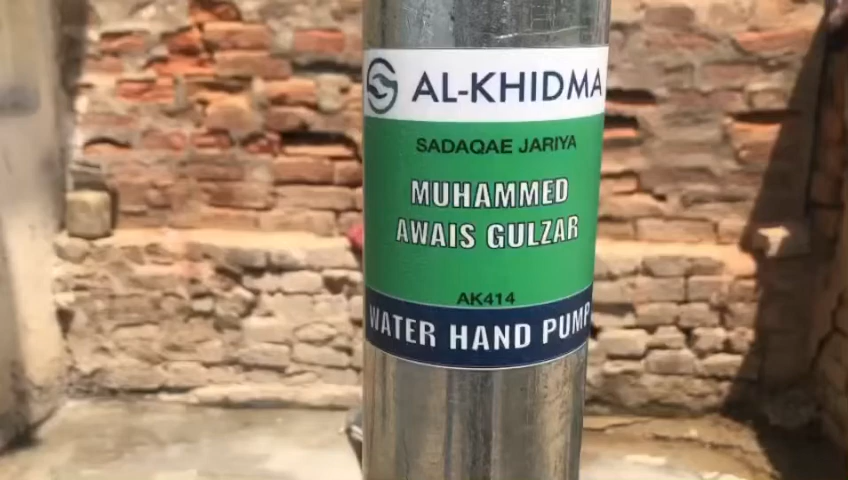 AL-KHIDMA
SADAQAE JARIYA
MUHAMMED
AWAIS GULZAR
AK414
WATER HAND PUMP